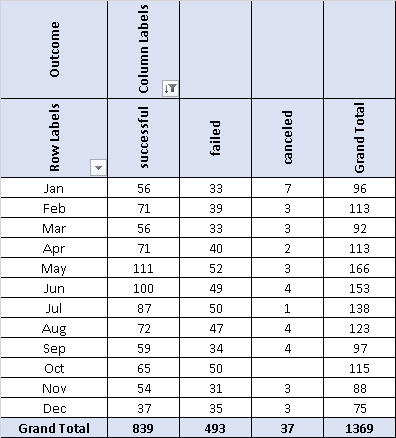 Outcome Column Labels
Row Labels successful failed canceled Grand Total
Jan 56 33 7 96
Feb 71 39 3 113
Mar 56 33 3 92
Apr 71 40 2 113
May 111 52 3 166
Jun 100 49 4 153
Jul 87 50 1 138
Aug 72 47 4 123
Sep 59 34 4 97
Oct 65 50 115
Nov 54 31 3 88
Dec 37 35 3 75
Grand Total 839 493 37 1369